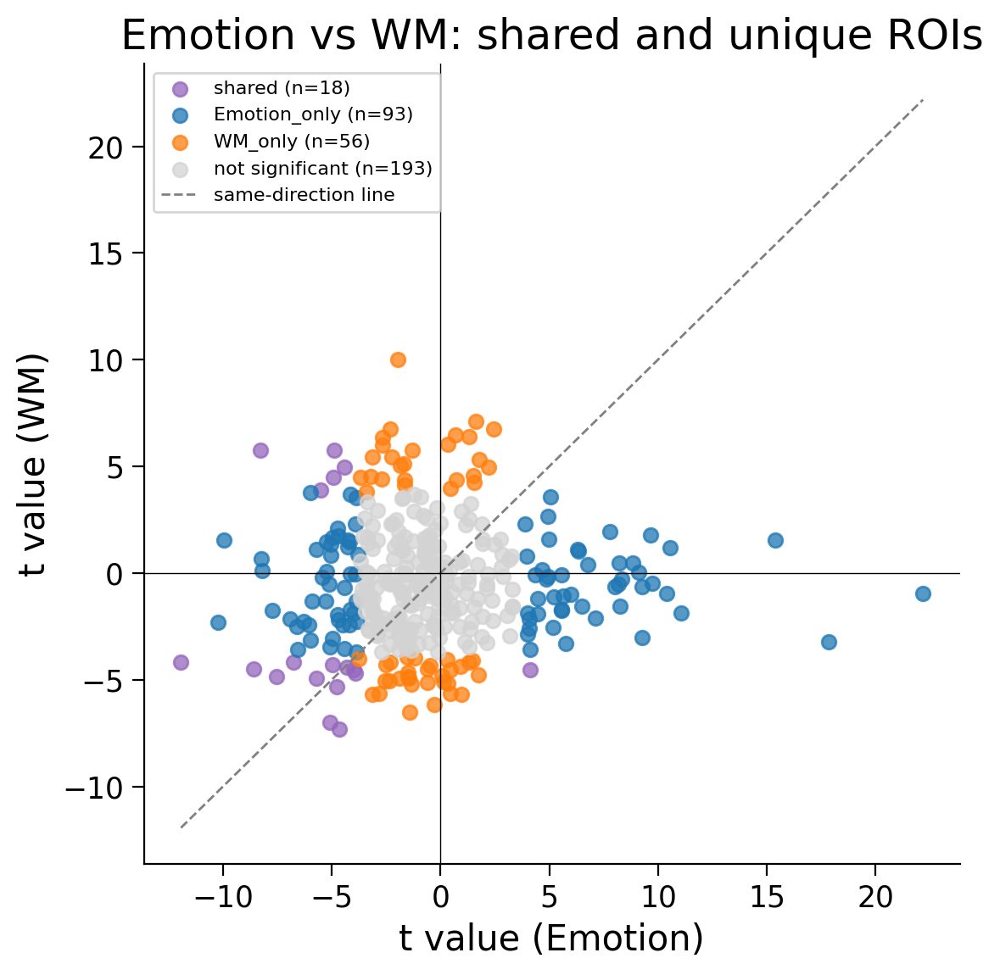 Emotion vs WM: shared and unique ROIs
shared (n=18)
Emotion_only (n=93)
WM_only (n=56)
not significant (n=193)
same-direction line
t value (WM)
20
15
10
5
0
−5
−10
−10
−5
0
5
10
15
20
t value (Emotion)